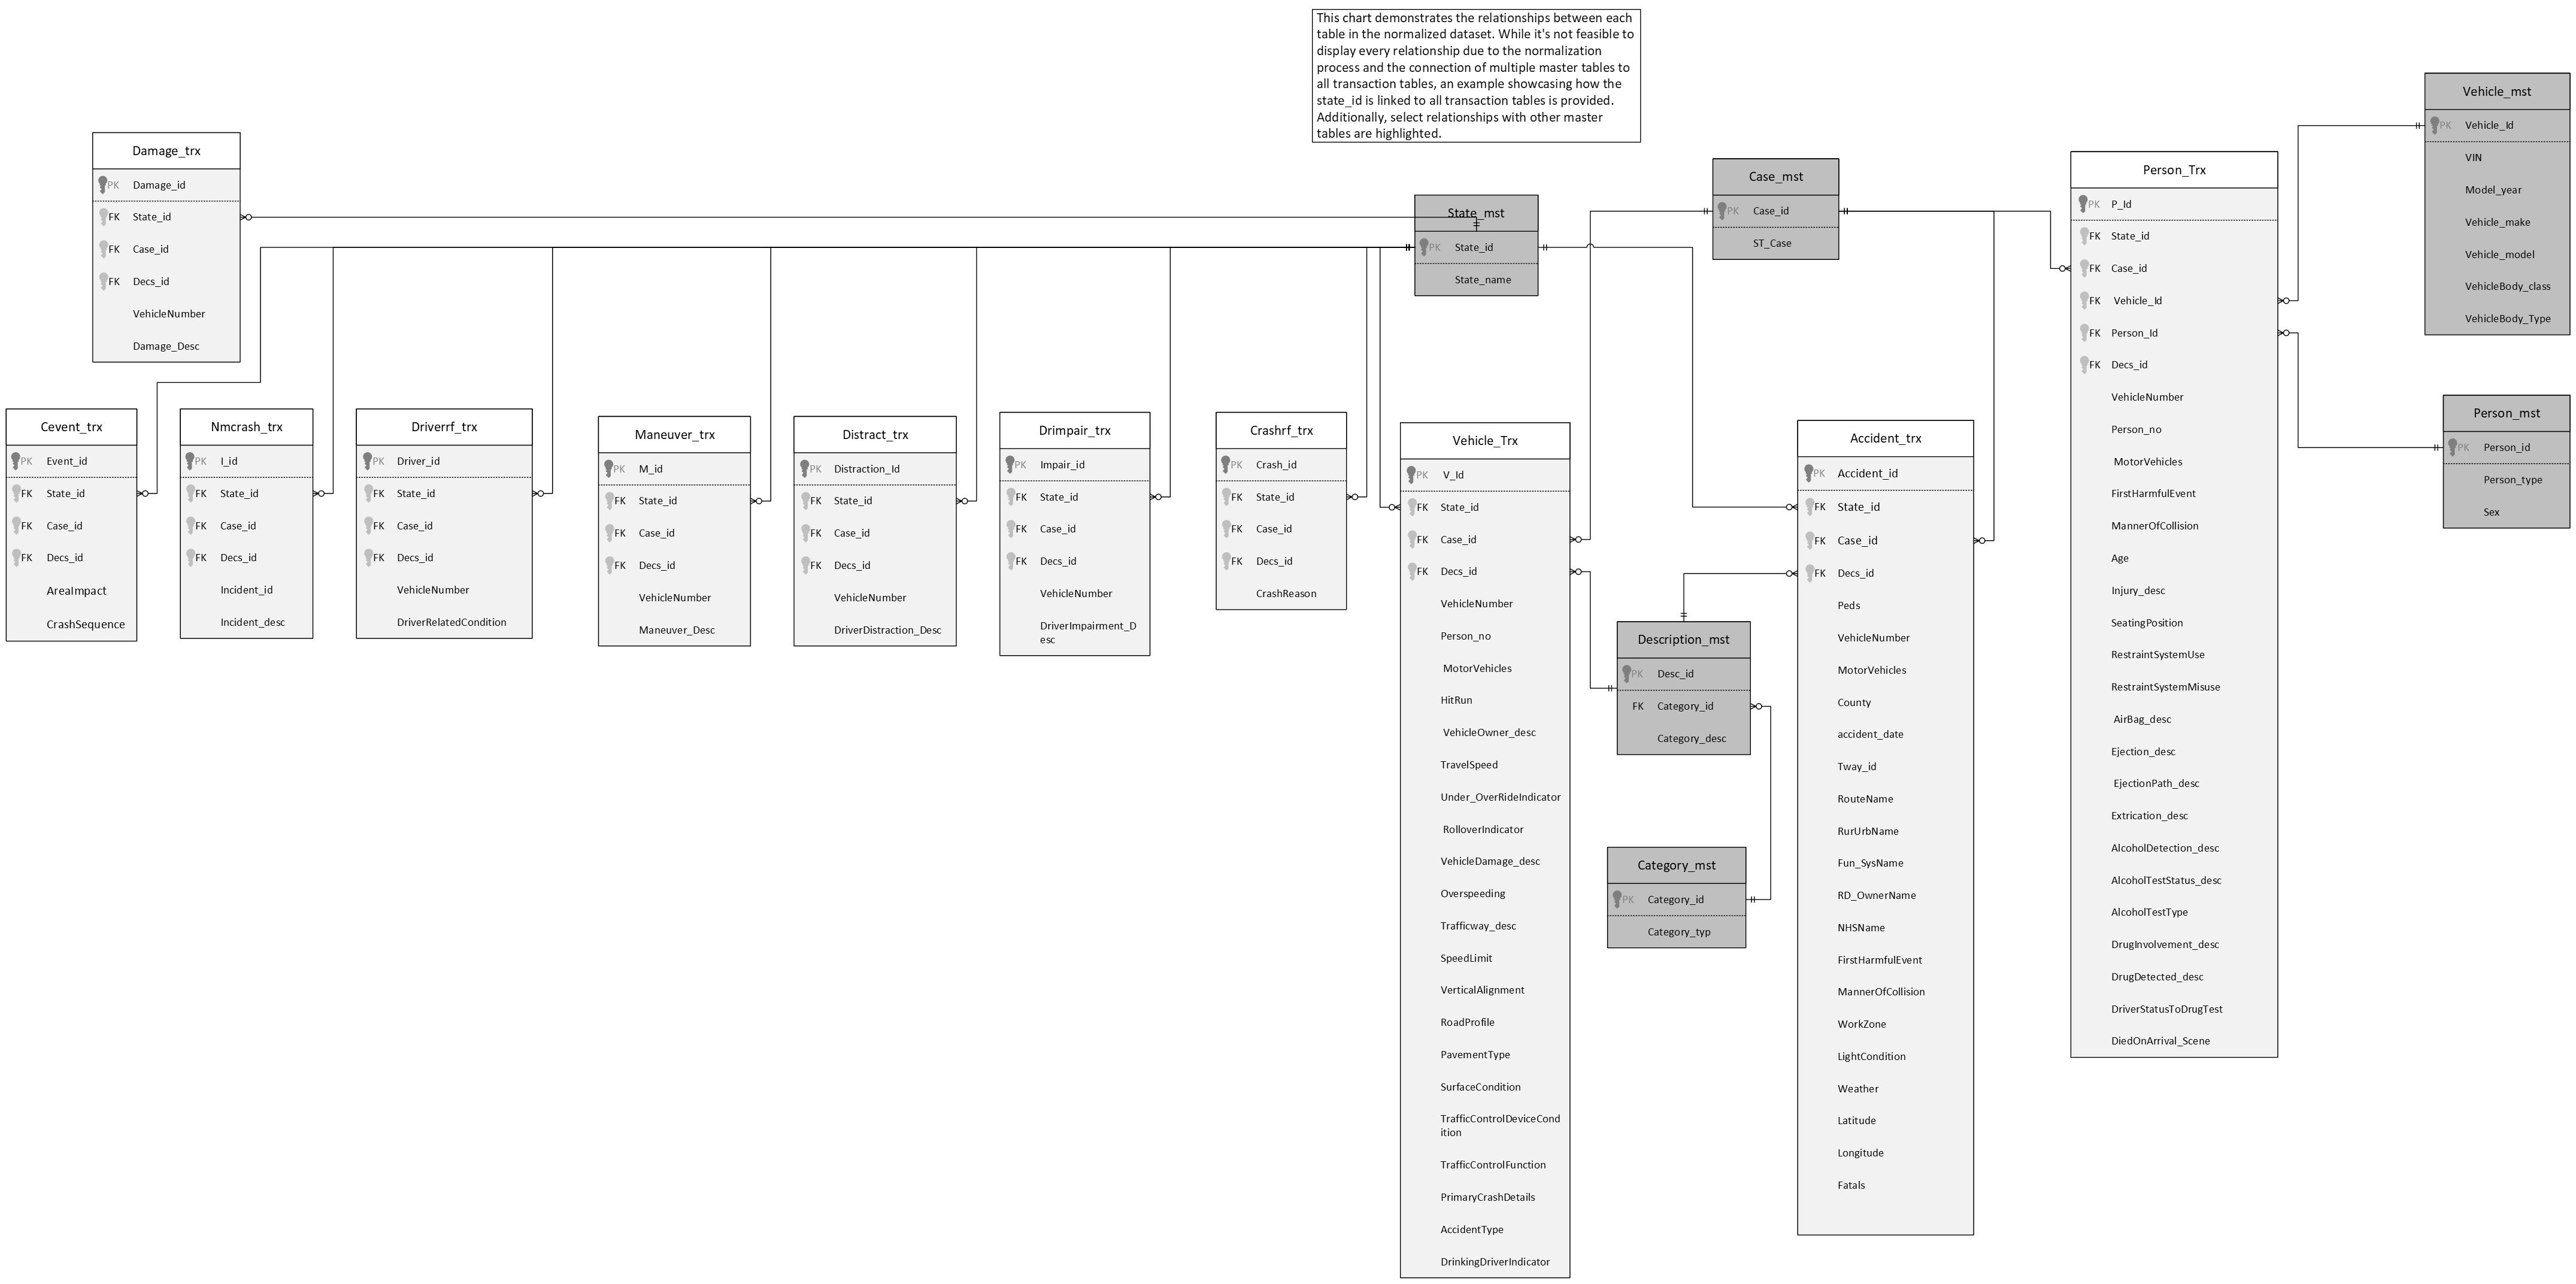 This chart demonstrates the relationships between each
table in the normalized dataset. While it's not feasible to
display every relationship due to the normalization
process and the connection of multiple master tables to
all transaction tables, an example showcasing how the
state_id is linked to all transaction tables is provided.
Additionally, select relationships with other master
tables are highlighted.
Damage_trx
PK Damage_id
FK State_id
FK Case_id
FK Decs_id
VehicleNumber
Damage_Desc
State_mst
PK State_id
State_name
Case_mst
PK Case_id
ST_Case
Person_Trx
PK P_Id
FK State_id
FK Case_id
FK Vehicle_Id
FK Person_Id
FK Decs_id
VehicleNumber
Person_no
MotorVehicles
FirstHarmfulEvent
MannerOfCollision
Age
Injury_desc
SeatingPosition
RestraintSystemUse
RestraintSystemMisuse
AirBag_desc
Ejection_desc
EjectionPath_desc
Extrication_desc
AlcoholDetection_desc
AlcoholTestStatus_desc
AlcoholTestType
DrugInvolvement_desc
DrugDetected_desc
DriverStatusToDrugTest
DiedOnArrival_Scene
Vehicle_mst
PK Vehicle_Id
VIN
Model_year
Vehicle_make
Vehicle_model
VehicleBody_class
VehicleBody_Type
Person_mst
PK Person_id
Person_type
Sex
Cevent_trx
PK Event_id
FK State_id
FK Case_id
FK Decs_id
AreaImpact
CrashSequence
Nmcrash_trx
PK I_id
FK State_id
FK Case_id
FK Decs_id
Incident_id
Incident_desc
Driverrf_trx
PK Driver_id
FK State_id
FK Case_id
FK Decs_id
VehicleNumber
DriverRelatedCondition
Maneuver_trx
PK M_id
FK State_id
FK Case_id
FK Decs_id
VehicleNumber
Maneuver_Desc
Distract_trx
PK Distraction_Id
FK State_id
FK Case_id
FK Decs_id
VehicleNumber
DriverDistraction_Desc
Drimpair_trx
PK Impair_id
FK State_id
FK Case_id
FK Decs_id
VehicleNumber
DriverImpairment_D
esc
Crashrf_trx
PK Crash_id
FK State_id
FK Case_id
FK Decs_id
CrashReason
Vehicle_Trx
PK V_Id
FK State_id
FK Case_id
FK Decs_id
VehicleNumber
Person_no
MotorVehicles
HitRun
VehicleOwner_desc
TravelSpeed
Under_OverRideIndicator
RolloverIndicator
VehicleDamage_desc
Overspeeding
Trafficway_desc
SpeedLimit
VerticalAlignment
RoadProfile
PavementType
SurfaceCondition
TrafficControlDeviceCond
ition
TrafficControlFunction
PrimaryCrashDetails
AccidentType
DrinkingDriverIndicator
Description_mst
PK Desc_id
FK Category_id
Category_desc
Category_mst
PK Category_id
Category_typ
Accident_trx
PK Accident_id
FK State_id
FK Case_id
FK Decs_id
Peds
VehicleNumber
MotorVehicles
County
accident_date
Tway_id
RouteName
RurUrbName
Fun_SysName
RD_OwnerName
NHSName
FirstHarmfulEvent
MannerOfCollision
WorkZone
LightCondition
Weather
Latitude
Longitude
Fatals